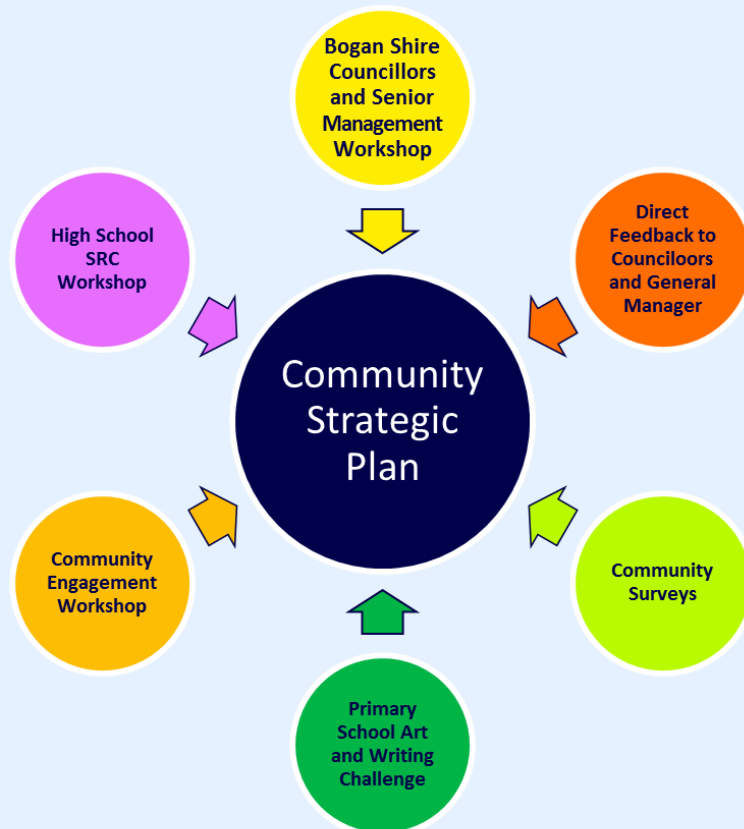 Bogan Shire
Councillors
and Senior
Management
Workshop
High School
SRC
Workshop
Direct
Feedback to
Counciloors
and General
Manager
Community
Strategic
Plan
Community
Engagement
Workshop
Community
Surveys
Primary
School Art
and Writing
Challenge